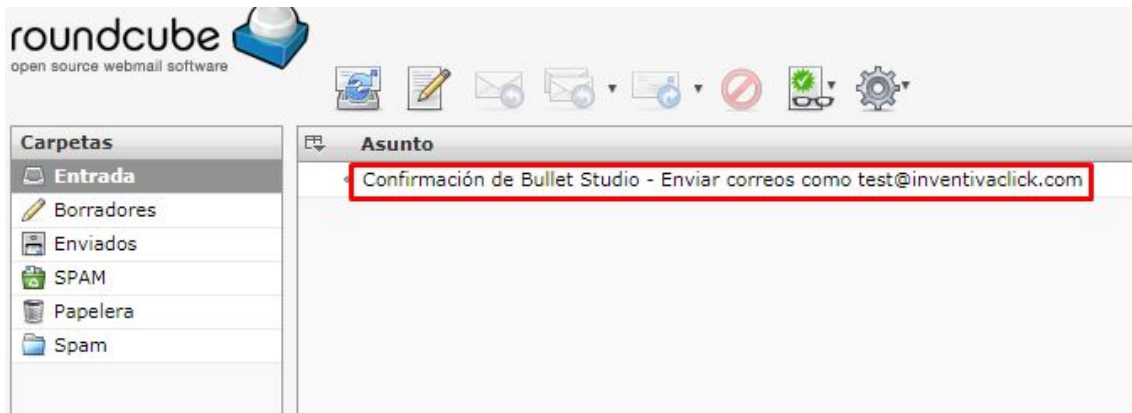 roundcube
open source webmail software
Carpetas
Asunto
Entrada
Confirmación de Bullet Studio - Enviar correos como test@inventivaclick.com
Borradores
Enviados
SPAM
Papelera
Spam